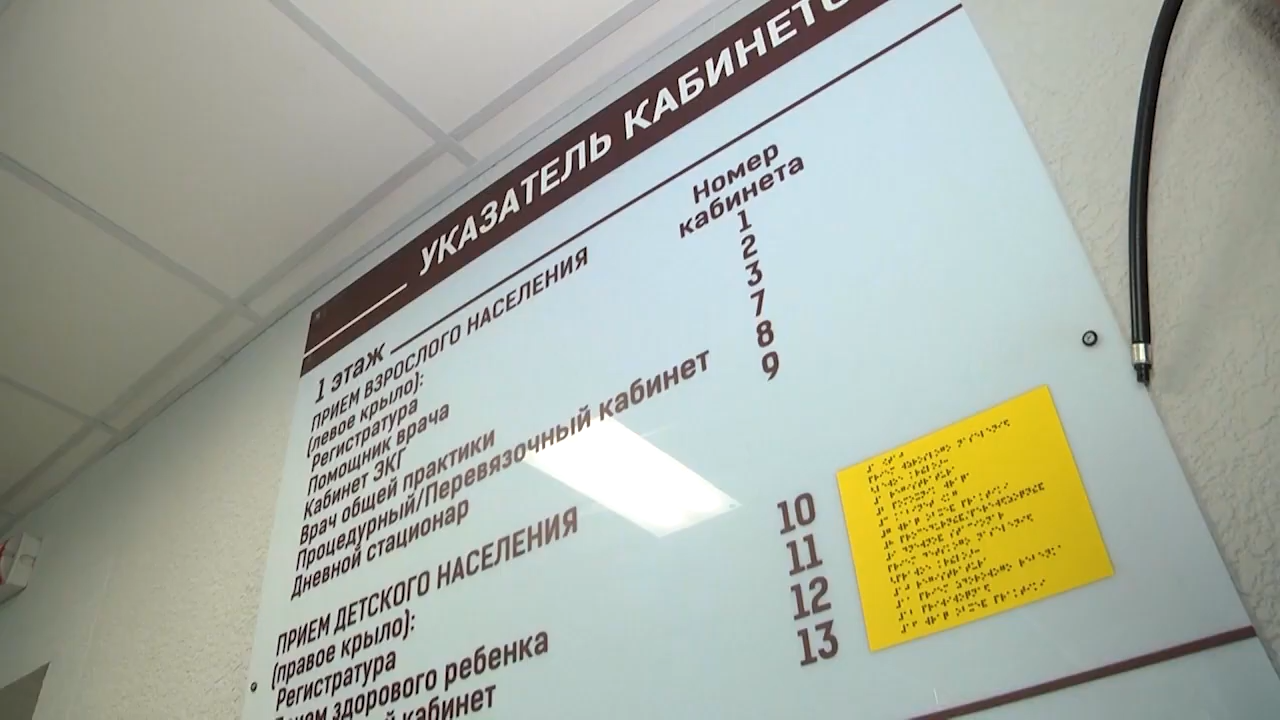 УКАЗАТЕЛЬ КАБИНЕТО
1 этаж
Номер
кабинета
ПРИЕМ ВЗРОСЛОГО НАСЕЛЕНИЯ
(левое крыло):
Регистратура 1
Помощник врача 2
Кабинет ЭКГ 3
Врач общей практики 7
Процедурный/Перевязочный кабинет 8
Дневной стационар 9
ПРИЕМ ДЕТСКОГО НАСЕЛЕНИЯ
(правое крыло):
Регистратура 10
здорового ребенка 11
кабинет 12
13